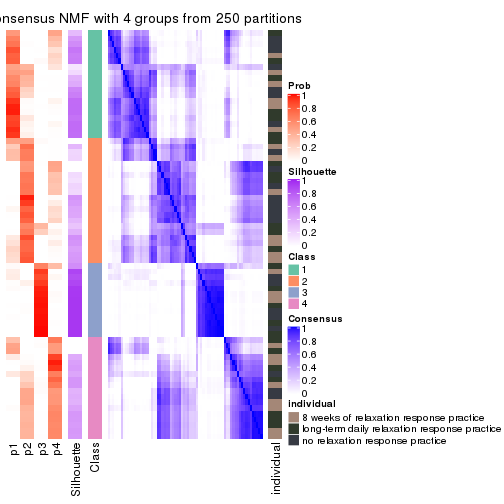 onsensus NMF with 4 groups from 250 partitions
Prob
1
0.8
0.6
0.4
0.2
0
Silhouette
1
0.8
0.6
0.4
0.2
0
Class
1
2
3
4
Consensus
1
0.8
0.6
0.4
0.2
0
individual
8 weeks of relaxation response practice
long-term daily relaxation response practice
no relaxation response practice
p1
p2
p3
p4
Silhouette
Class
individual